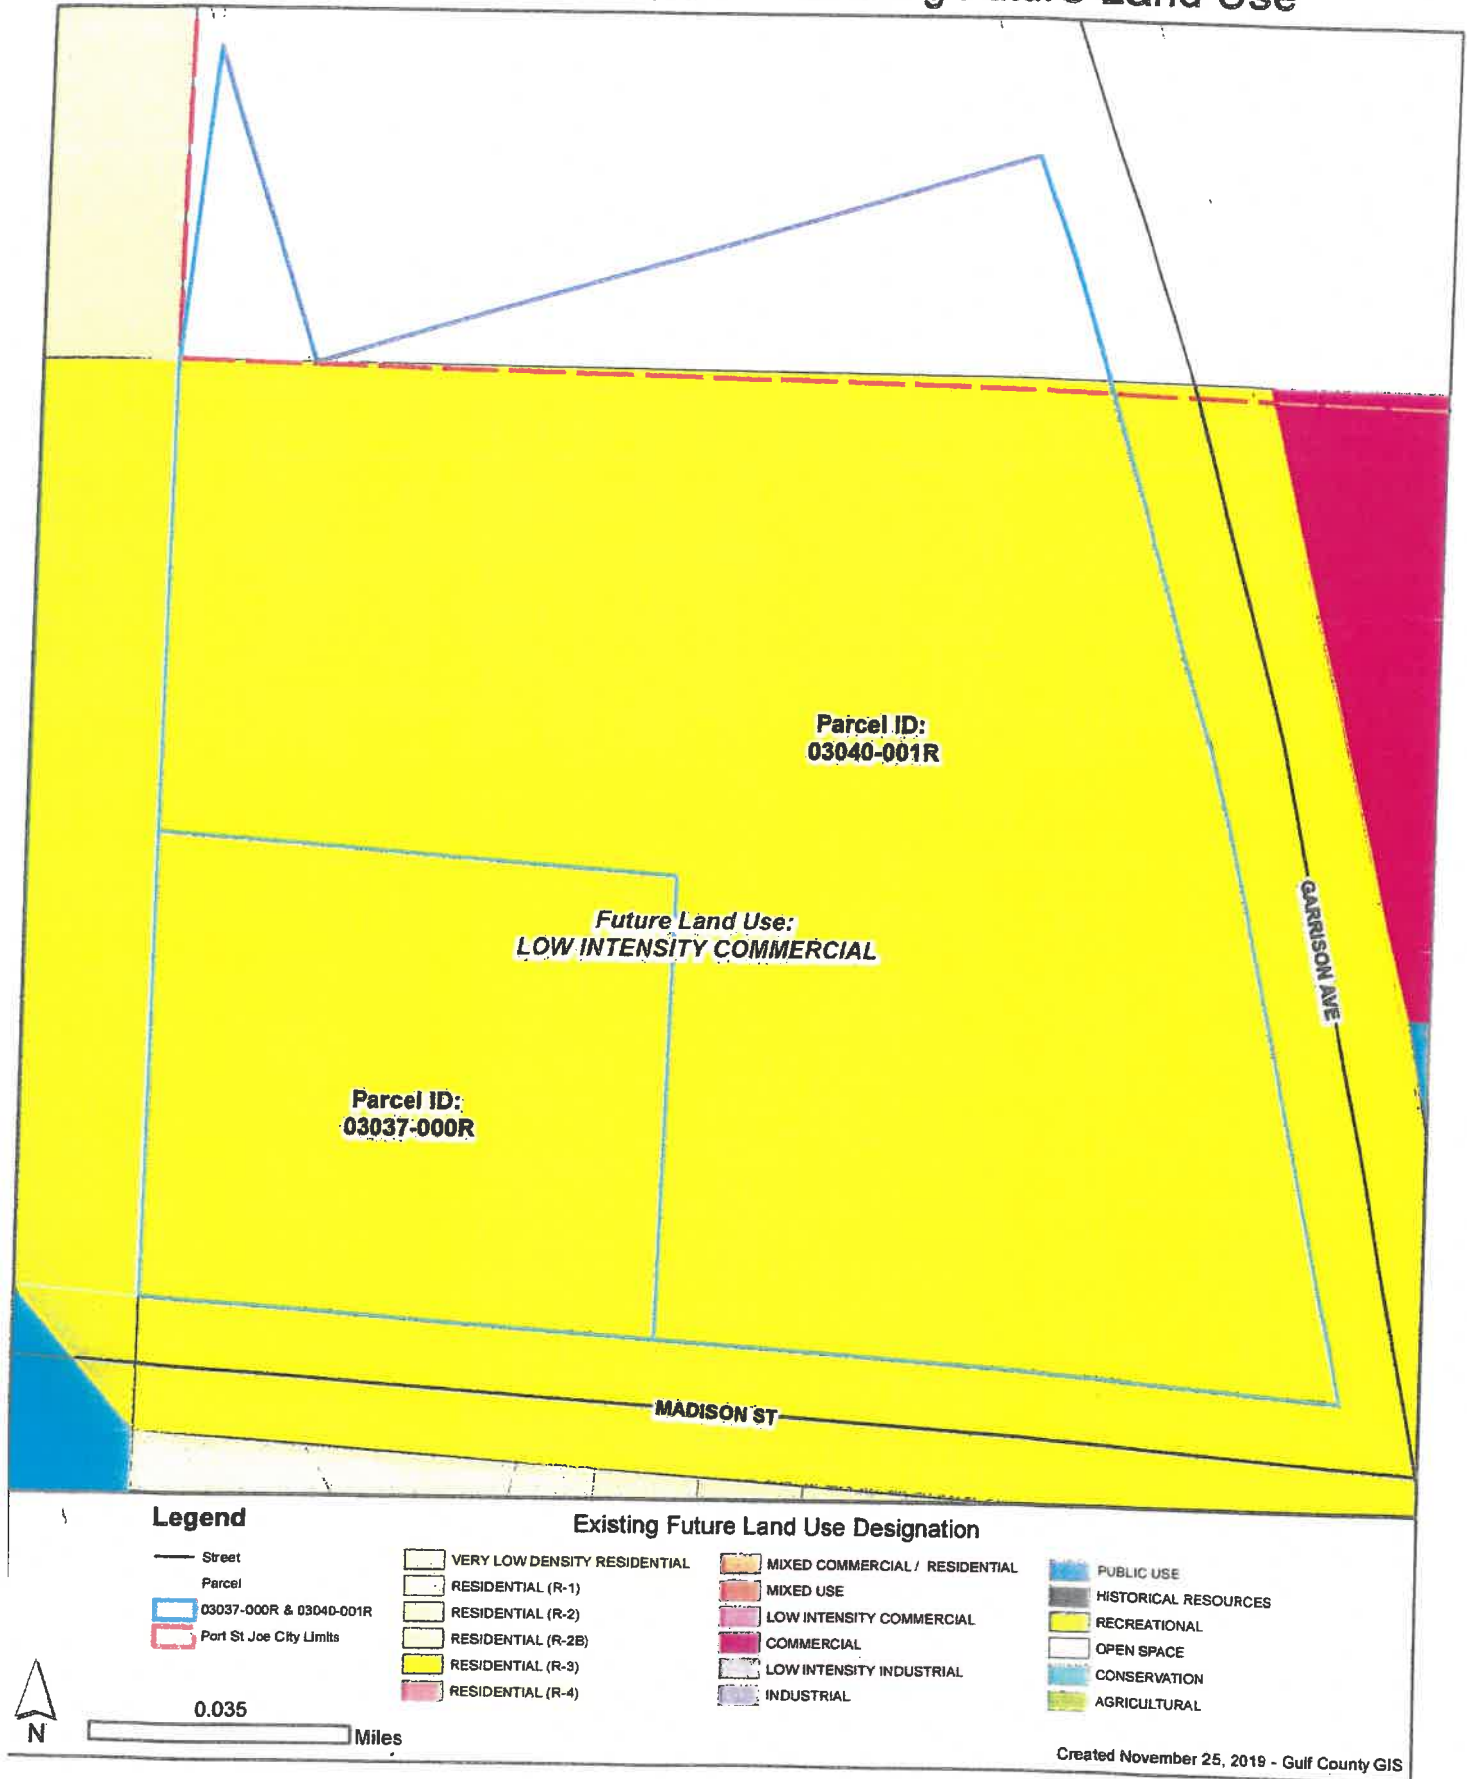 Land Use
Parcel ID:
03040-001R
Future Land Use:
LOW INTENSITY COMMERCIAL
GARRISON AVE
Parcel ID:
03037-000R
MADISON ST
Legend
Street
Parcel
03037-000R & 03040-001R
Port St Joe City Limits
Existing Future Land Use Designation
VERY LOW DENSITY RESIDENTIAL
RESIDENTIAL (R-1)
RESIDENTIAL (R-2)
RESIDENTIAL (R-2B)
RESIDENTIAL (R-3)
RESIDENTIAL (R-4)
MIXED COMMERCIAL / RESIDENTIAL
MIXED USE
LOW INTENSITY COMMERCIAL
COMMERCIAL
LOW INTENSITY INDUSTRIAL
INDUSTRIAL
PUBLIC USE
HISTORICAL RESOURCES
RECREATIONAL
OPEN SPACE
CONSERVATION
AGRICULTURAL
N
0.035
Miles
Created November 25, 2019 - Gulf County GIS